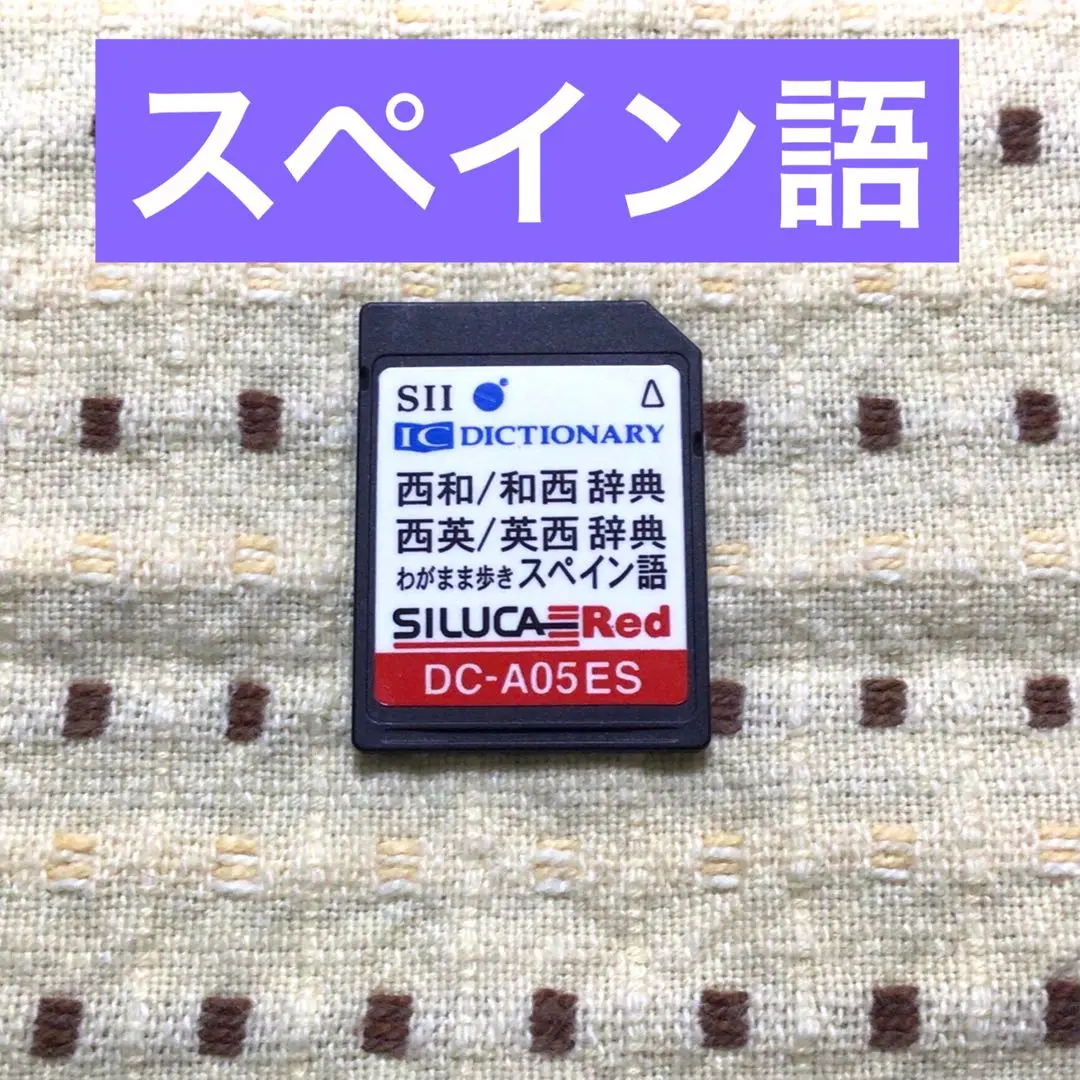 スペイン語
SII
IC DICTIONARY
西和/和西 辞典
西英/英西 辞典
わがまま歩きスペイン語
SILUCA Red
DC-A05ES